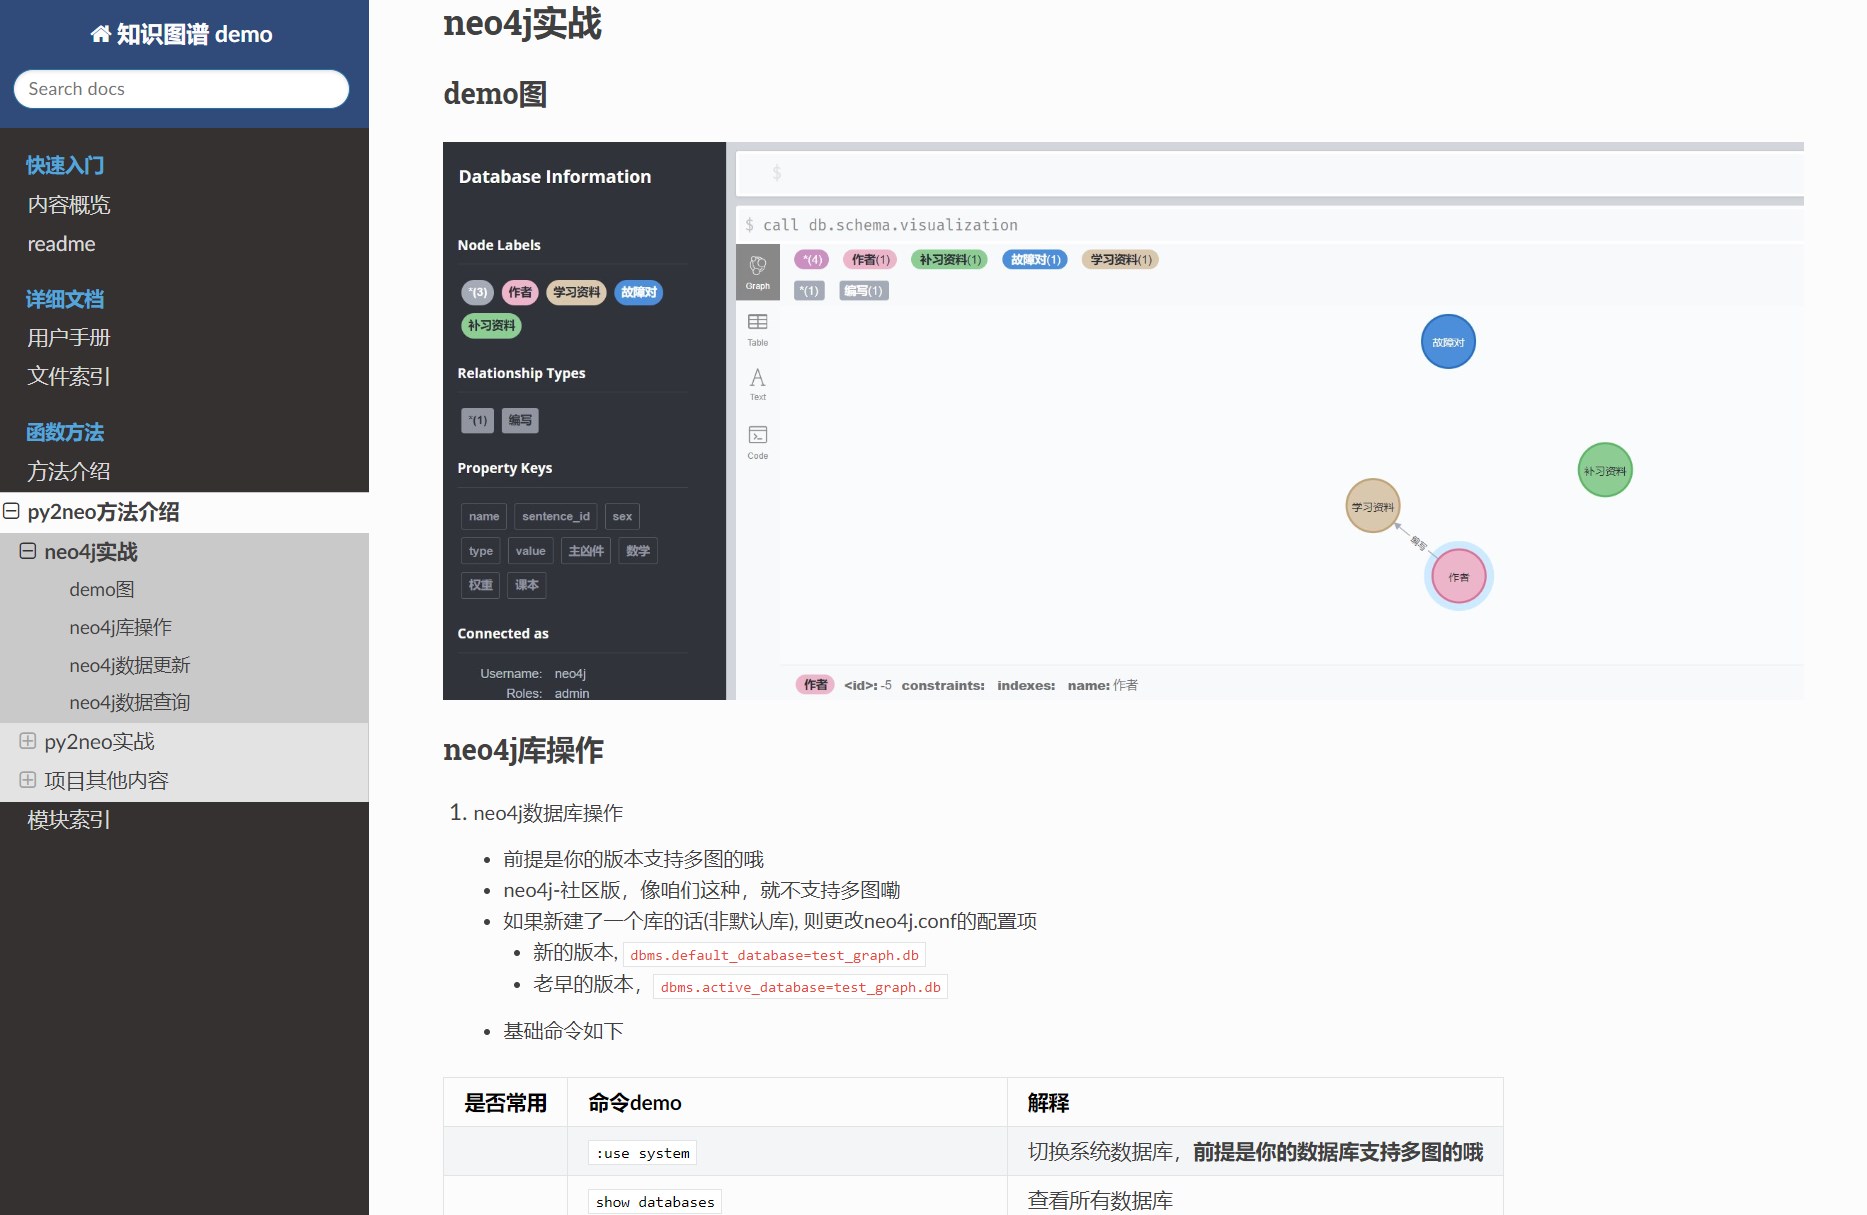 知识图谱 demo
Search docs
快速入门
内容概览
readme
详细文档
用户手册
文件索引
函数方法
方法介绍
py2neo方法介绍
neo4j实战
demo图
neo4j库操作
neo4j数据更新
neo4j数据查询
py2neo实战
项目其他内容
模块索引
neo4j实战
demo图
Database Information
Node Labels
*(3) 作者 学习资料 故障对
补习资料
Relationship Types
*(1) 编写
Property Keys
name sentence_id sex
type value 主凶件 数学
权重 课本
Connected as
Username: neo4j
Roles: admin
$
$ call db.schema.visualization
*(4) 作者(1) 补习资料(1) 故障对(1) 学习资料(1)
*(1) 编写(1)
Graph
Table
Text
Code
故障对
补习资料
学习资料
编写
作者
作者 <id>: -5 constraints: indexes: name: 作者
neo4j库操作
1. neo4j数据库操作
• 前提是你的版本支持多图的哦
• neo4j-社区版，像咱们这种，就不支持多图嘞
• 如果新建了一个库的话(非默认库), 则更改neo4j.conf的配置项
• 新的版本, dbms.default_database=test_graph.db
• 老早的版本， dbms.active_database=test_graph.db
• 基础命令如下
是否常用 命令demo 解释
:use system 切换系统数据库，前提是你的数据库支持多图的哦
show databases 查看所有数据库